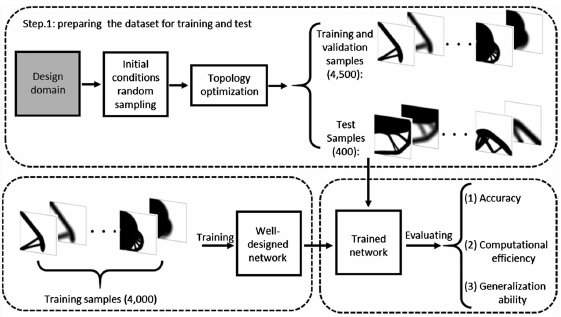 Step.1: preparing the dataset for training and test
Design
domain
Initial
conditions
random
sampling
Topology
optimization
Training and
validation
samples
(4,500):
Test
Samples
(400):
Training samples (4,000)
Training
Well-
designed
network
Trained
network
Evaluating
(1) Accuracy
(2) Computational
efficiency
(3) Generalization
ability